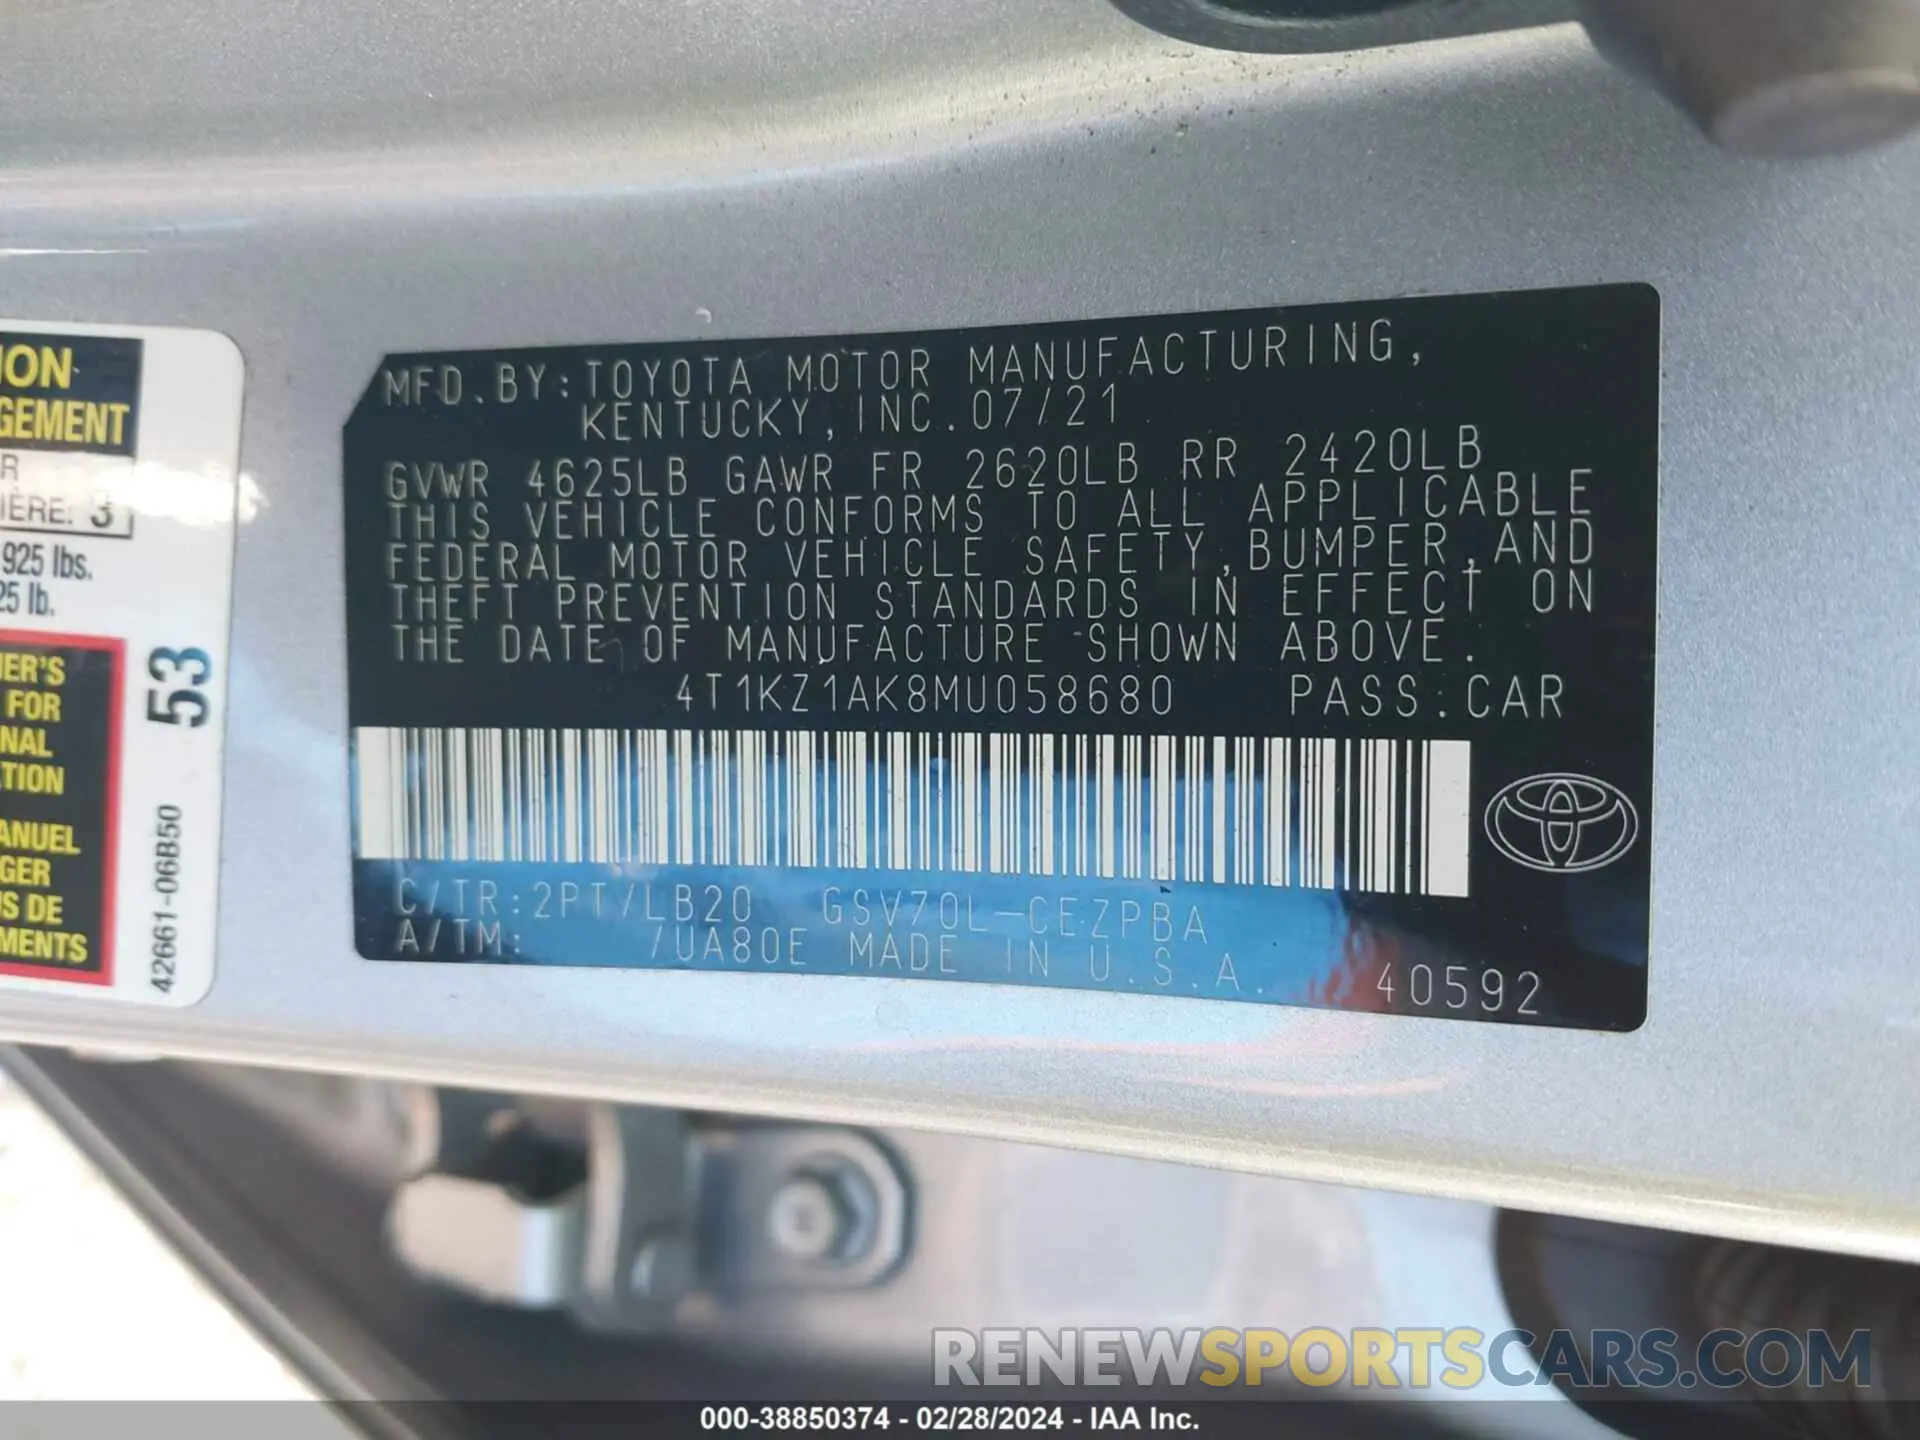 MFD.BY:TOYOTA MOTOR MANUFACTURING,
KENTUCKY,INC.07/21
GVWR 4625LB GAWR FR 2620LB RR 2420LB
THIS VEHICLE CONFORMS TO ALL APPLICABLE
FEDERAL MOTOR VEHICLE SAFETY,BUMPER,AND
THEFT PREVENTION STANDARDS IN EFFECT ON
THE DATE OF MANUFACTURE SHOWN ABOVE.
4T1KZ1AK8MU058680 PASS.CAR
C/TR:2PT/LB20 GSV70L-CEZPBA
A/TM: /UA80E MADE IN U.S.A.
40592
ION
GEMENT
R
IÈRE: 3
925 lbs.
25 lb.
ER'S
FOR
NAL
TION
ANUEL
GER
S DE
MENTS
53
42661-06B50
RENEWSPORTSCARS.COM
000-38850374 - 02/28/2024 - IAA Inc.